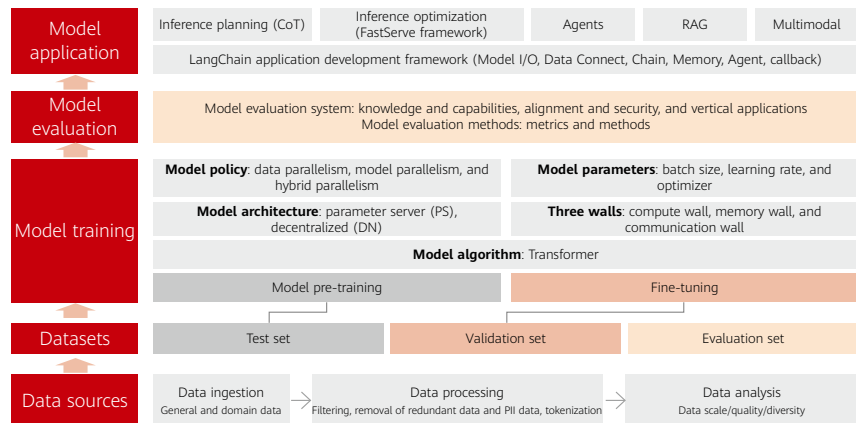 Model
application
Inference planning (CoT)
Inference optimization
(FastServe framework)
Agents
RAG
Multimodal
LangChain application development framework (Model I/O, Data Connect, Chain, Memory, Agent, callback)
Model
evaluation
Model evaluation system: knowledge and capabilities, alignment and security, and vertical applications
Model evaluation methods: metrics and methods
Model training
Model policy: data parallelism, model parallelism, and
hybrid parallelism
Model parameters: batch size, learning rate, and
optimizer
Model architecture: parameter server (PS),
decentralized (DN)
Three walls: compute wall, memory wall, and
communication wall
Model algorithm: Transformer
Model pre-training
Fine-tuning
Datasets
Test set
Validation set
Evaluation set
Data sources
Data ingestion
General and domain data
Data processing
Filtering, removal of redundant data and PII data, tokenization
Data analysis
Data scale/quality/diversity